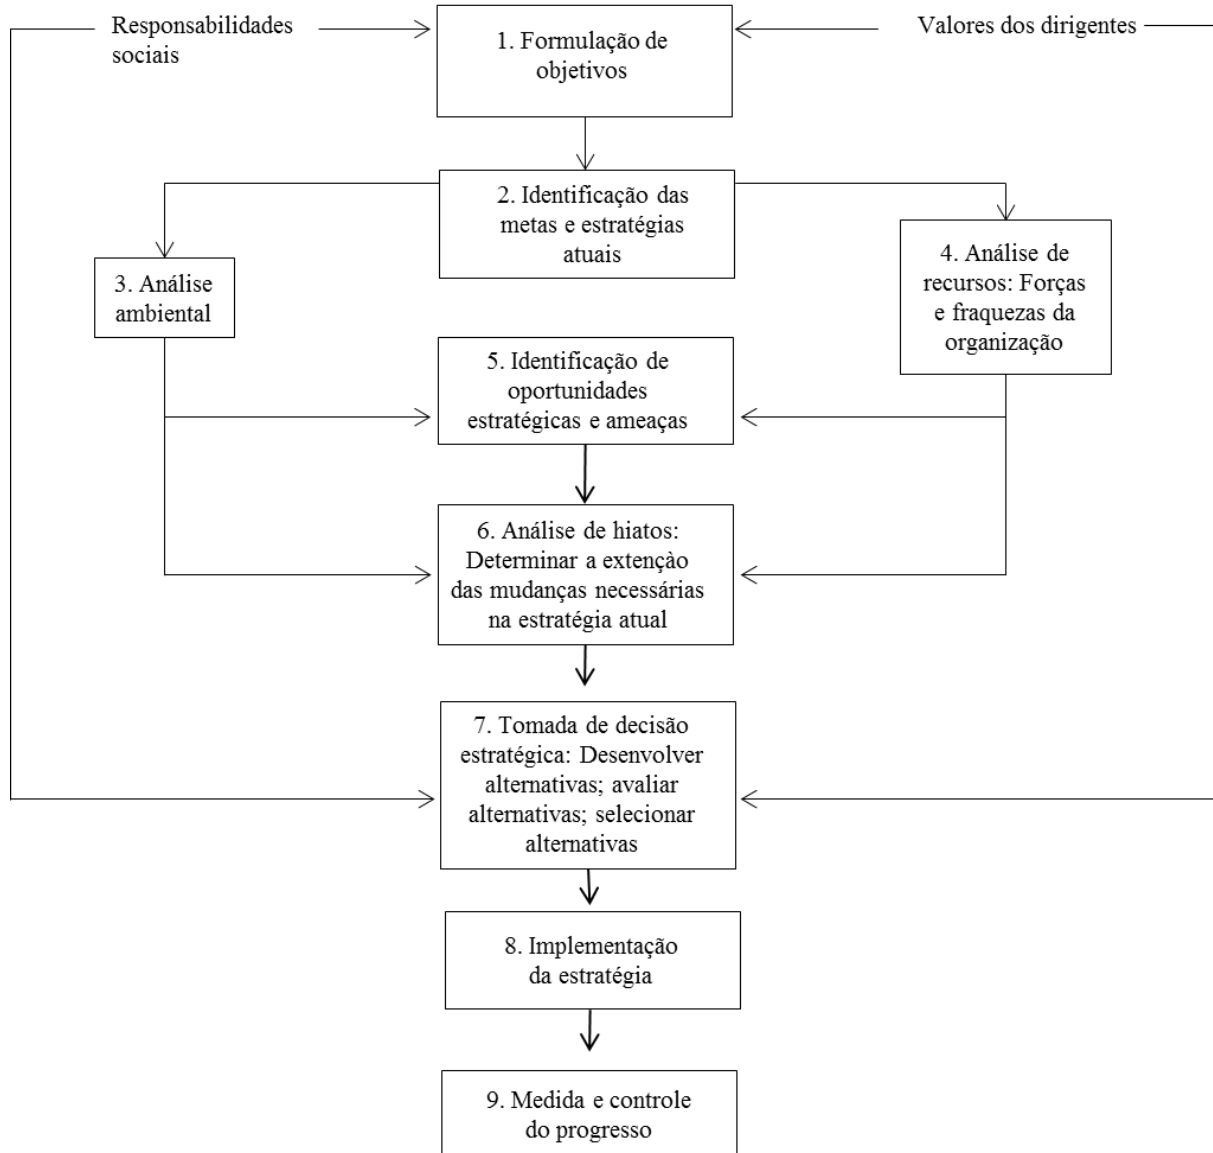 Responsabilidades
sociais
1. Formulação de
objetivos
Valores dos dirigentes
2. Identificação das
metas e estratégias
atuais
3. Análise
ambiental
4. Análise de
recursos: Forças
e fraquezas da
organização
5. Identificação de
oportunidades
estratégicas e ameaças
6. Análise de hiatos:
Determinar a extençào
das mudanças necessárias
na estratégia atual
7. Tomada de decisão
estratégica: Desenvolver
alternativas; avaliar
alternativas; selecionar
alternativas
8. Implementação
da estratégia
9. Medida e controle
do progresso